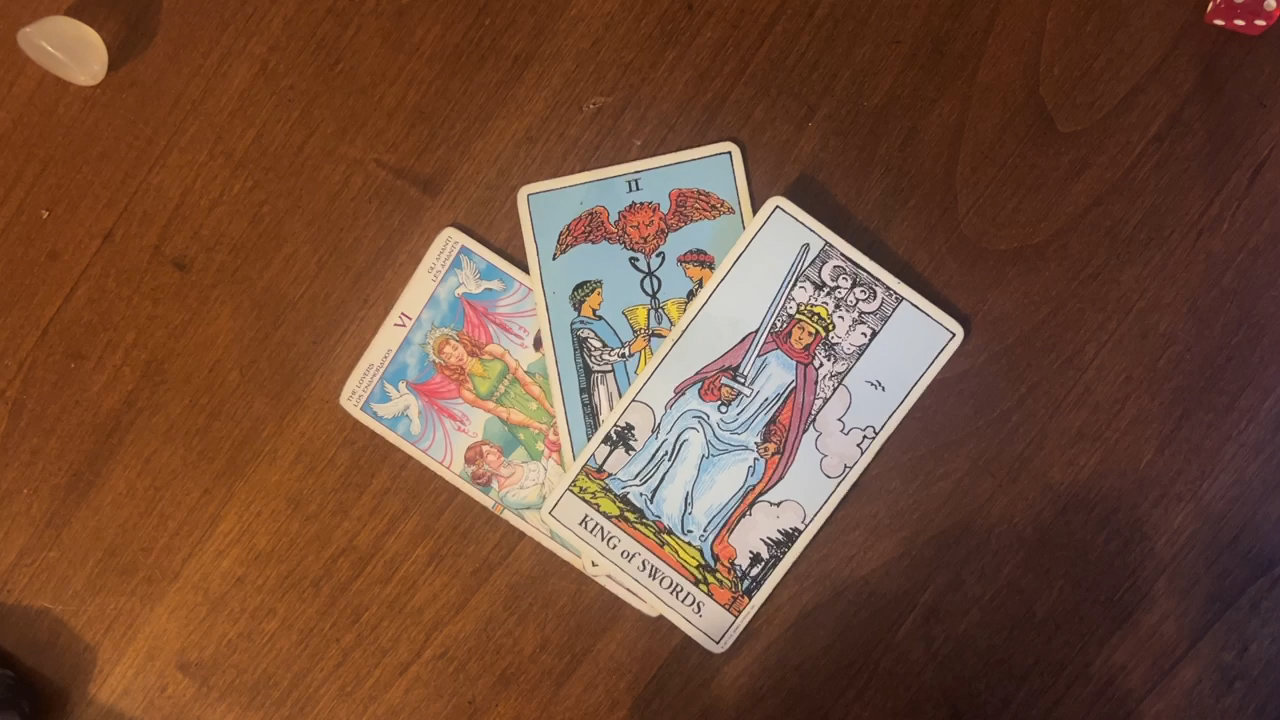 GLI AMANTI
LES AMANTS
VI
THE LOVERS
LOS ENAMORADOS
II
KING of SWORDS.